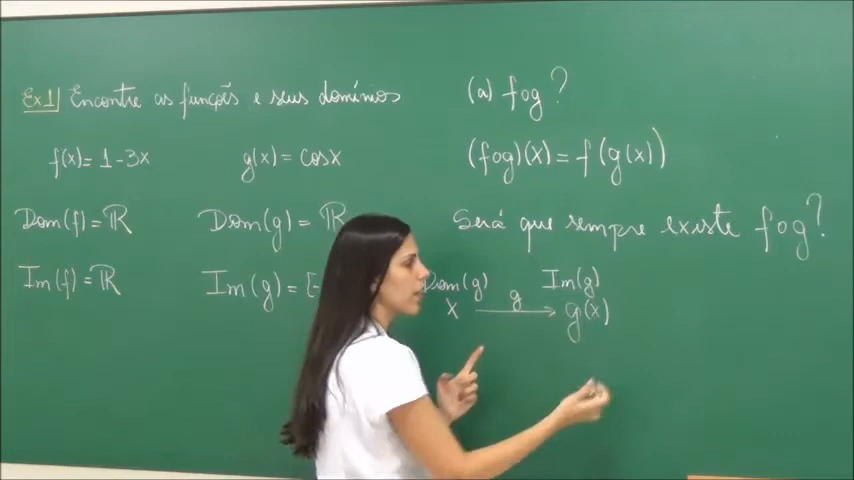 Ex1 Encontre as funções e seus domínios
f(x)= 1-3x
g(x)= cosx
Dom(f)=ℝ
Dom(g)=ℝ
Im(f)=ℝ
Im(g)=[-
(a) fog?
(fog)(x)=f(g(x))
Será que sempre existe fog?
Dom(g) Im(g)
x g g(x)